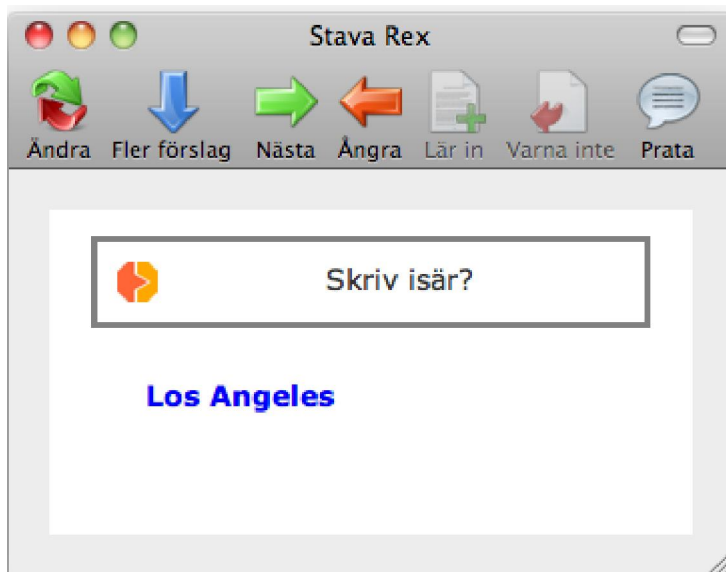 Stava Rex
Ändra Fler förslag Nästa Ångra Lär in Varna inte Prata
Skriv isär?
Los Angeles